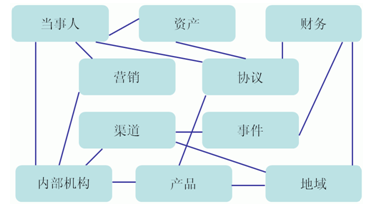 当事人 资产 财务
营销 协议
渠道 事件
内部机构 产品 地域